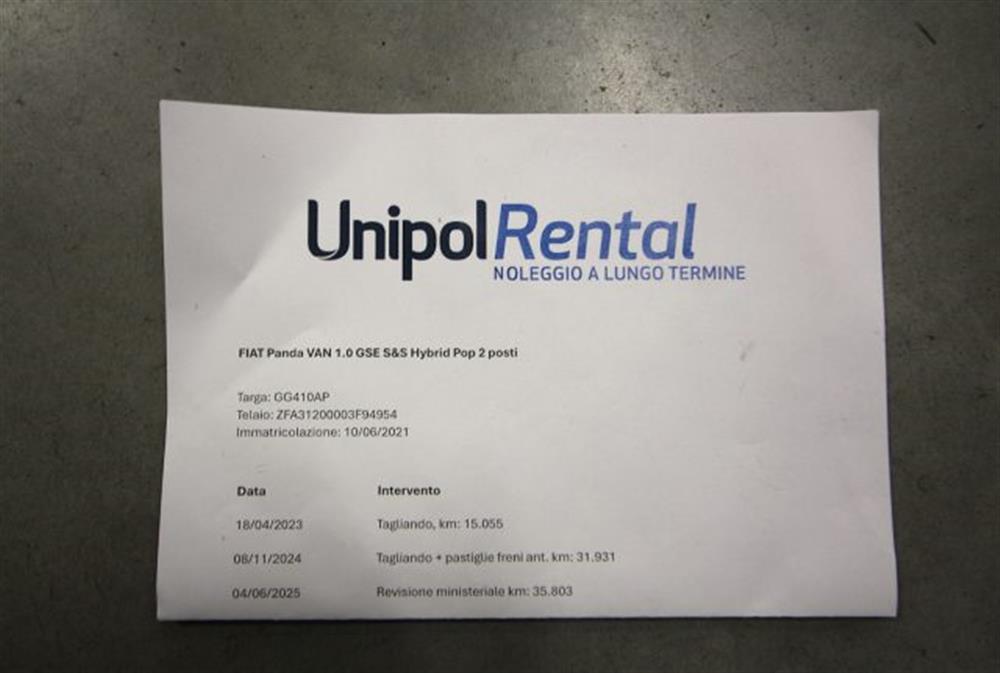 UnipolRental
NOLEGGIO A LUNGO TERMINE
FIAT Panda VAN 1.0 GSE S&S Hybrid Pop 2 posti
Targa: GG410AP
Telaio: ZFA31200003F94954
Immatricolazione: 10/06/2021
Data Intervento
18/04/2023 Tagliando, km: 15.055
08/11/2024 Tagliando + pastiglie freni ant. km: 31.931
04/06/2025 Revisione ministeriale km: 35.803